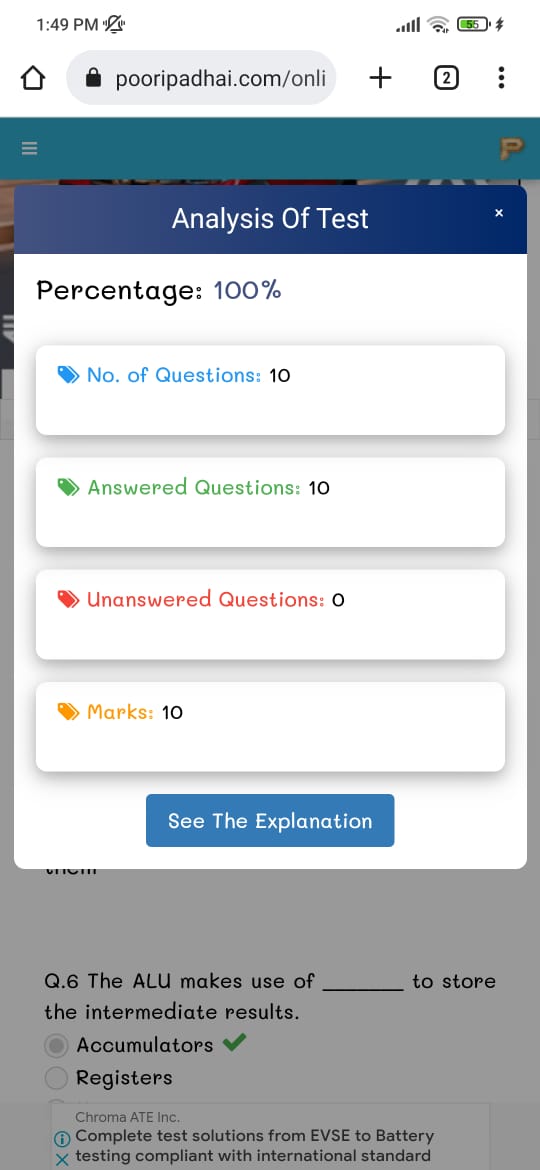 1:49 PM
55
pooripadhai.com/onli
2
P
Analysis Of Test
×
Percentage: 100%
No. of Questions: 10
Answered Questions: 10
Unanswered Questions: 0
Marks: 10
See The Explanation
Q.6 The ALU makes use of _______ to store
the intermediate results.
Accumulators
Registers
Chroma ATE Inc.
Complete test solutions from EVSE to Battery
testing compliant with international standard